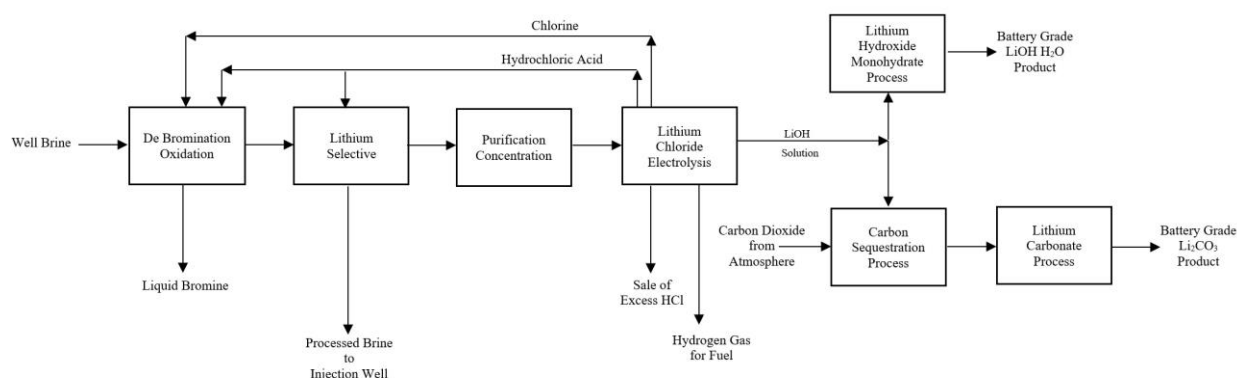 Chlorine
Hydrochloric Acid
Well Brine
De Bromination
Oxidation
Lithium
Selective
Purification
Concentration
Lithium
Chloride
Electrolysis
LiOH
Solution
Lithium
Hydroxide
Monohydrate
Process
Battery Grade
LiOH H₂O
Product
Carbon Dioxide
from
Atmosphere
Carbon
Sequestration
Process
Lithium
Carbonate
Process
Battery Grade
Li₂CO₃
Product
Liquid Bromine
Processed Brine
to
Injection Well
Sale of
Excess HCl
Hydrogen Gas
for Fuel